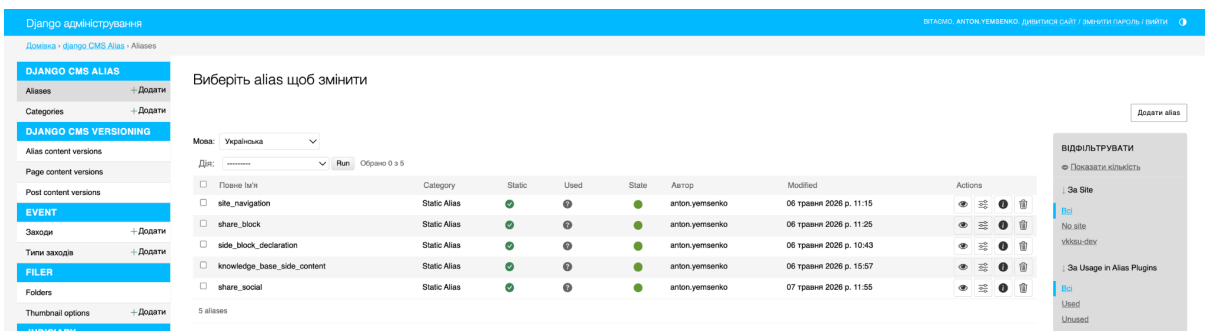 Django адміністрування
ВІТАЄМО, ANTON.YEMSENKO. ДИВИТИСЯ САЙТ / ЗМІНИТИ ПАРОЛЬ / ВИЙТИ
Домівка › django CMS Alias › Aliases
DJANGO CMS ALIAS
Aliases + Додати
Categories + Додати
DJANGO CMS VERSIONING
Alias content versions
Page content versions
Post content versions
EVENT
Заходи + Додати
Типи заходів + Додати
FILER
Folders
Thumbnail options + Додати
Виберіть alias щоб змінити
Додати alias
Мова: Українська
Дія: --------- Run Обрано 0 з 5
Повне Ім'я Category Static Used State Автор Modified Actions
site_navigation Static Alias anton.yemsenko 06 травня 2026 р. 11:15
share_block Static Alias anton.yemsenko 06 травня 2026 р. 11:25
side_block_declaration Static Alias anton.yemsenko 06 травня 2026 р. 10:43
knowledge_base_side_content Static Alias anton.yemsenko 06 травня 2026 р. 15:57
share_social Static Alias anton.yemsenko 07 травня 2026 р. 11:55
5 aliases
ВІДФІЛЬТРУВАТИ
Показати кількість
↓ За Site
Всі
No site
vkksu-dev
↓ За Usage in Alias Plugins
Всі
Used
Unused